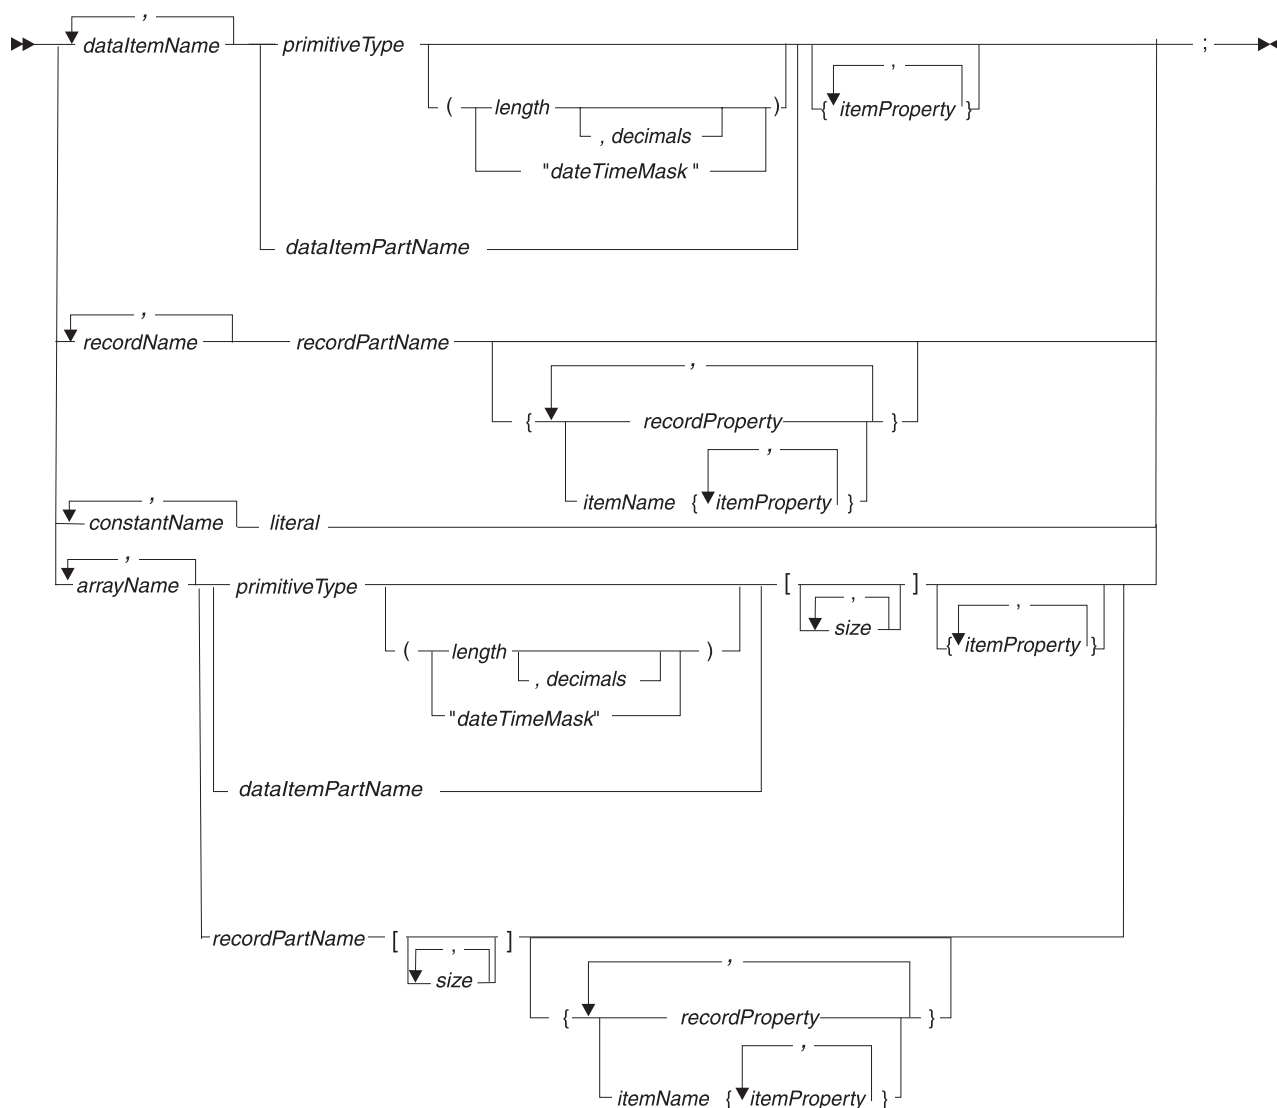 ,
dataItemName primitiveType ;
,
( length ) { itemProperty }
, decimals
"dateTimeMask"
dataItemPartName
,
recordName recordPartName
,
{ recordProperty }
,
itemName { itemProperty }
,
constantName literal
,
arrayName primitiveType [ ]
, ,
size { itemProperty }
( length )
, decimals
"dateTimeMask"
dataItemPartName
recordPartName [ ]
,
size
,
{ recordProperty }
,
itemName { itemProperty }